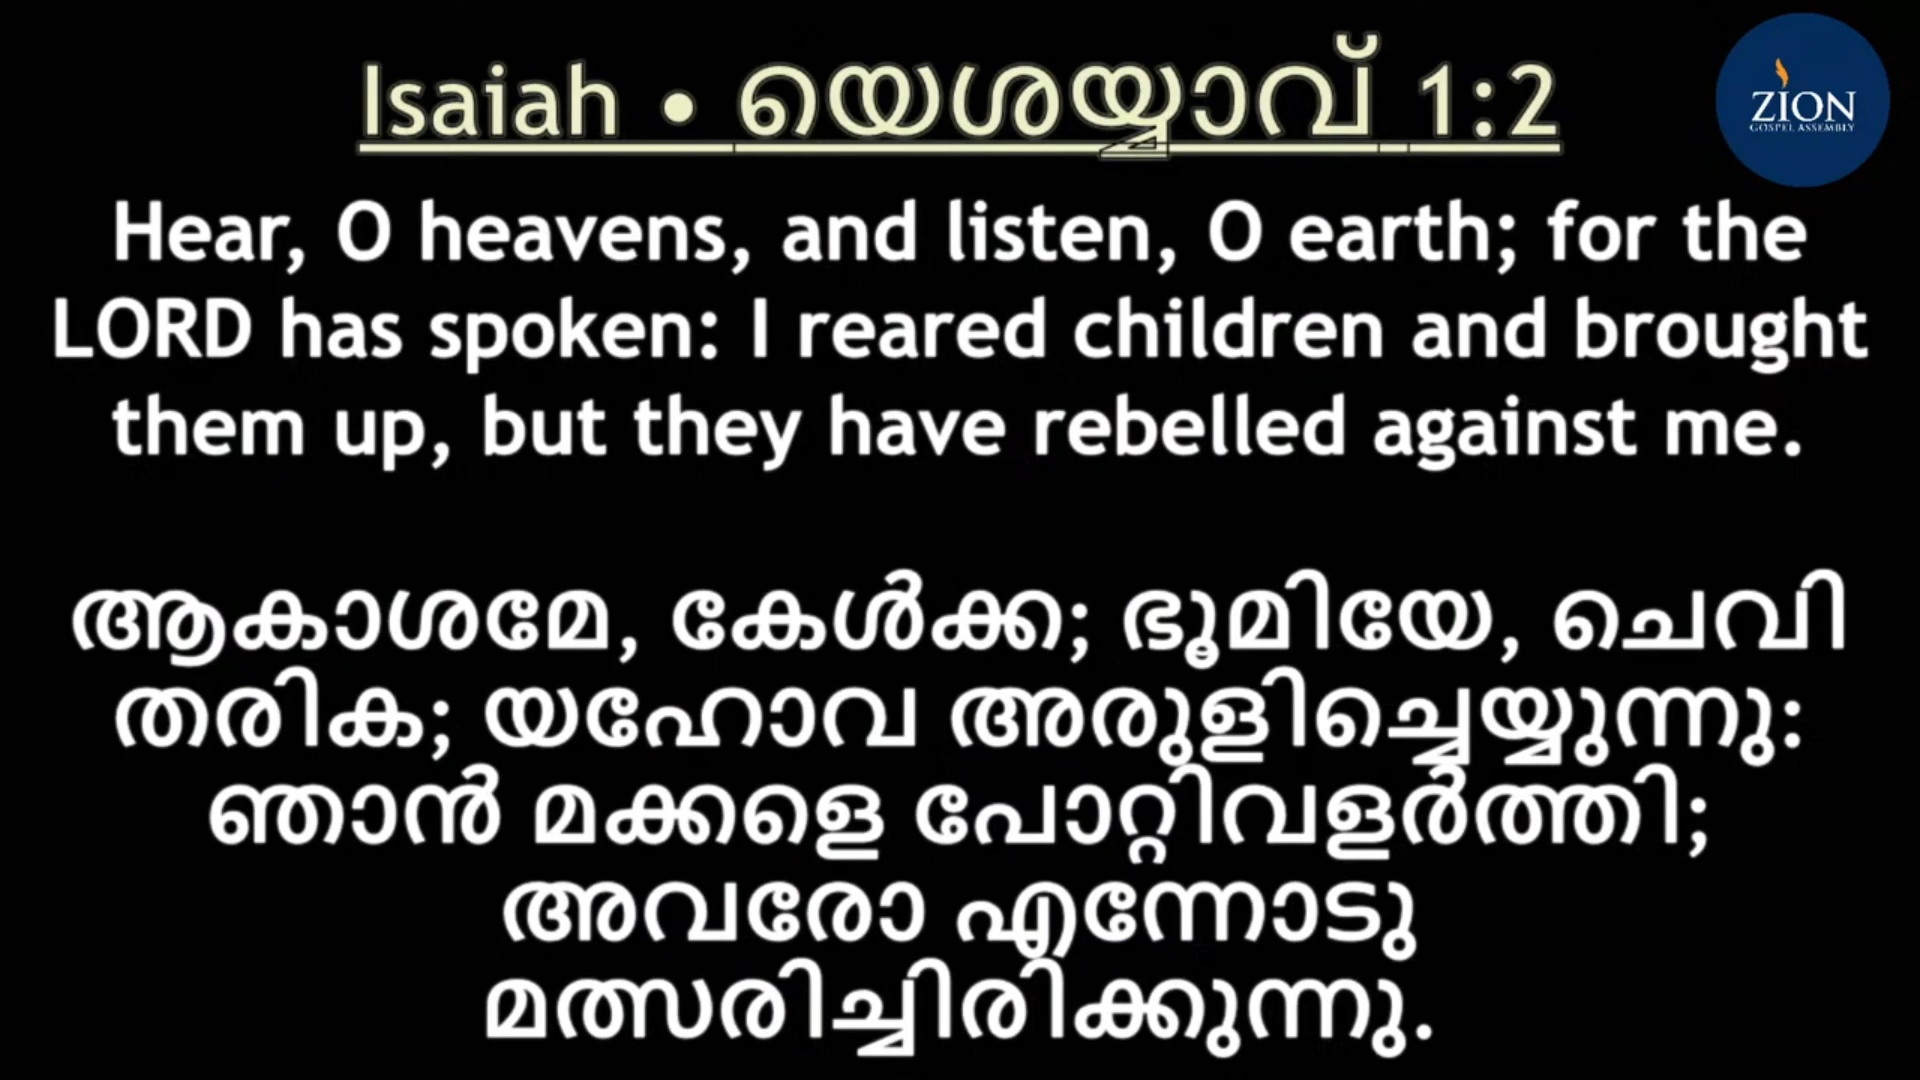 Isaiah • യെശയ്യാവ് 1:2
ZION
GOSPEL ASSEMBLY
Hear, O heavens, and listen, O earth; for the
LORD has spoken: I reared children and brought
them up, but they have rebelled against me.
ആകാശമേ, കേൾക്ക; ഭൂമിയേ, ചെവി
തരിക; യഹോവ അരുളിച്ചെയ്യുന്നു:
ഞാൻ മക്കളെ പോറ്റിവളർത്തി;
അവരോ എന്നോടു
മത്സരിച്ചിരിക്കുന്നു.